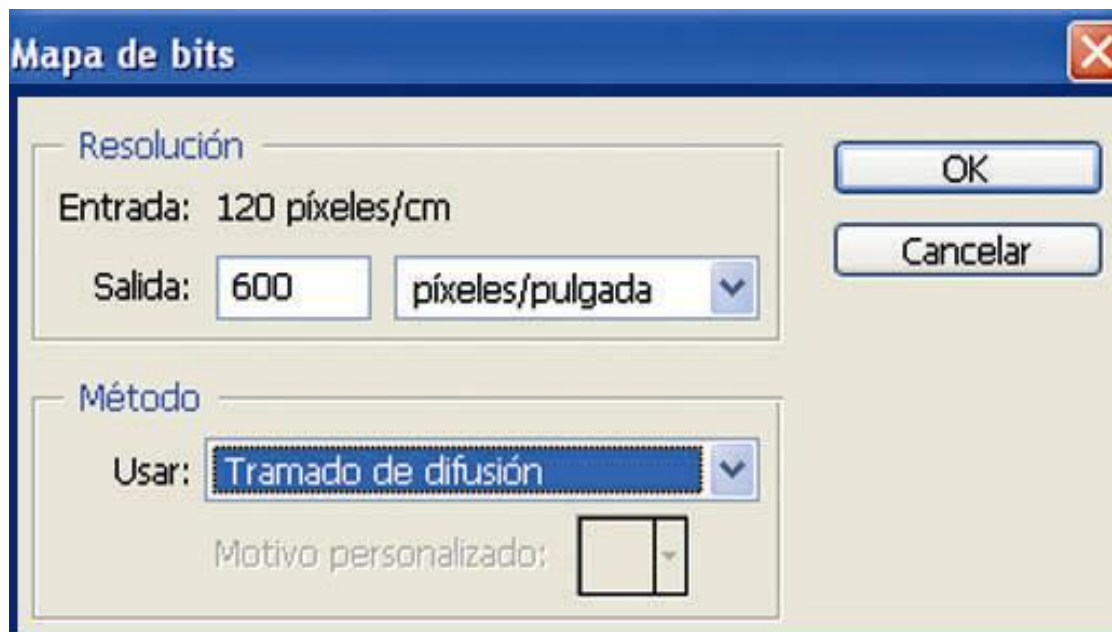 Mapa de bits
Resolución
Entrada: 120 píxeles/cm
Salida: 600 píxeles/pulgada
OK
Cancelar
Método
Usar: Tramado de difusión
Motivo personalizado: